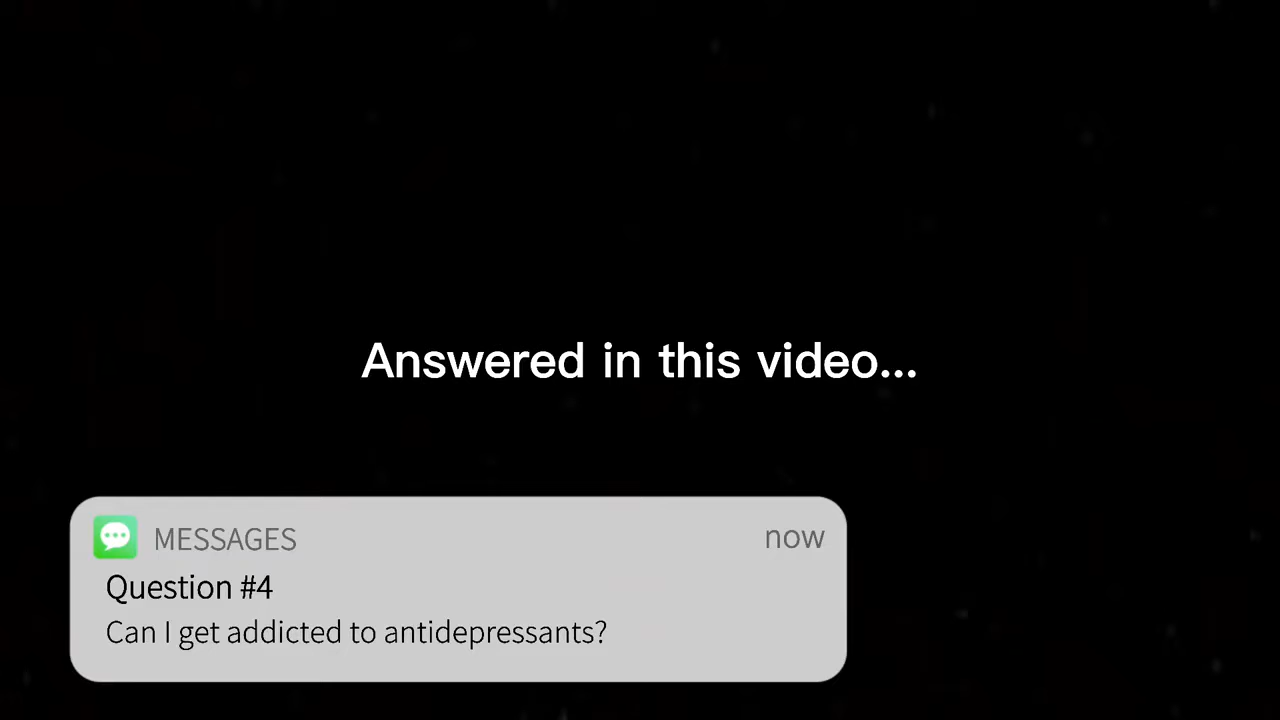 Answered in this video...
MESSAGES now
Question #4
Can I get addicted to antidepressants?